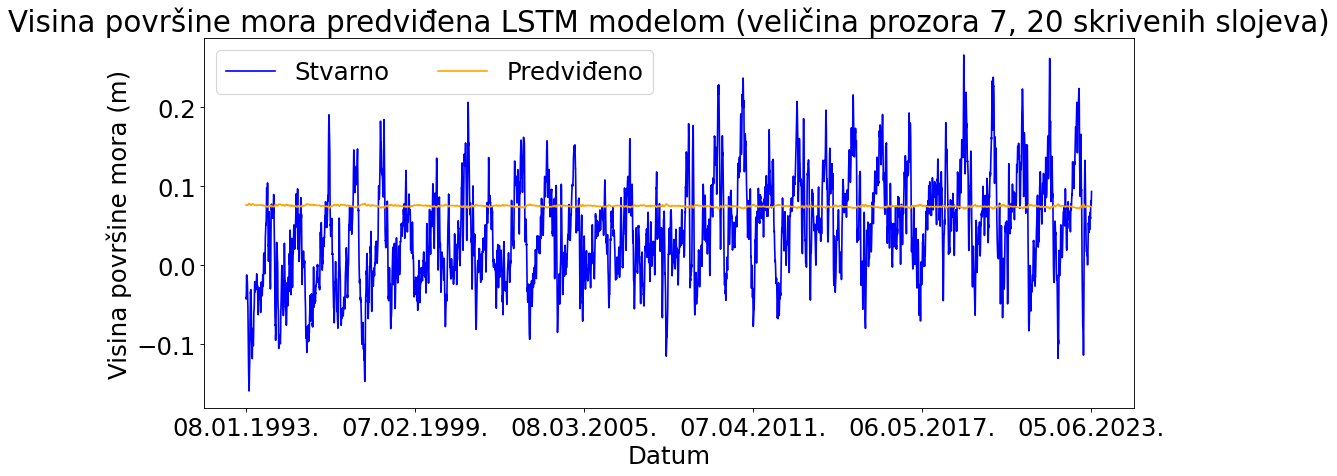 Visina površine mora predviđena LSTM modelom (veličina prozora 7, 20 skrivenih slojeva)
Stvarno
Predviđeno
Visina površine mora (m)
0.2
0.1
0.0
−0.1
08.01.1993.
07.02.1999.
08.03.2005.
07.04.2011.
06.05.2017.
05.06.2023.
Datum